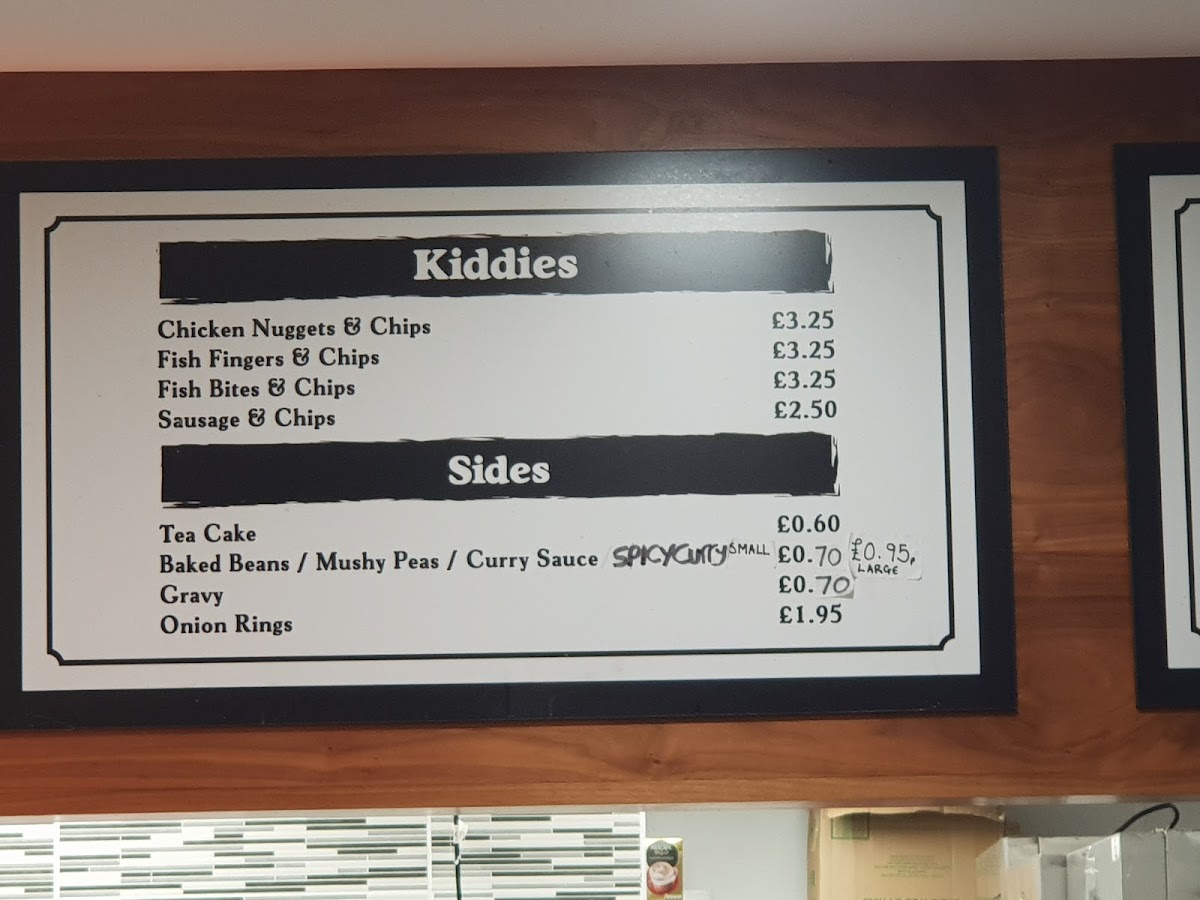 Kiddies
Chicken Nuggets & Chips £3.25
Fish Fingers & Chips £3.25
Fish Bites & Chips £3.25
Sausage & Chips £2.50
Sides
Tea Cake £0.60
Baked Beans / Mushy Peas / Curry Sauce SPICY CURRY SMALL £0.70 £0.95, LARGE
Gravy £0.70
Onion Rings £1.95